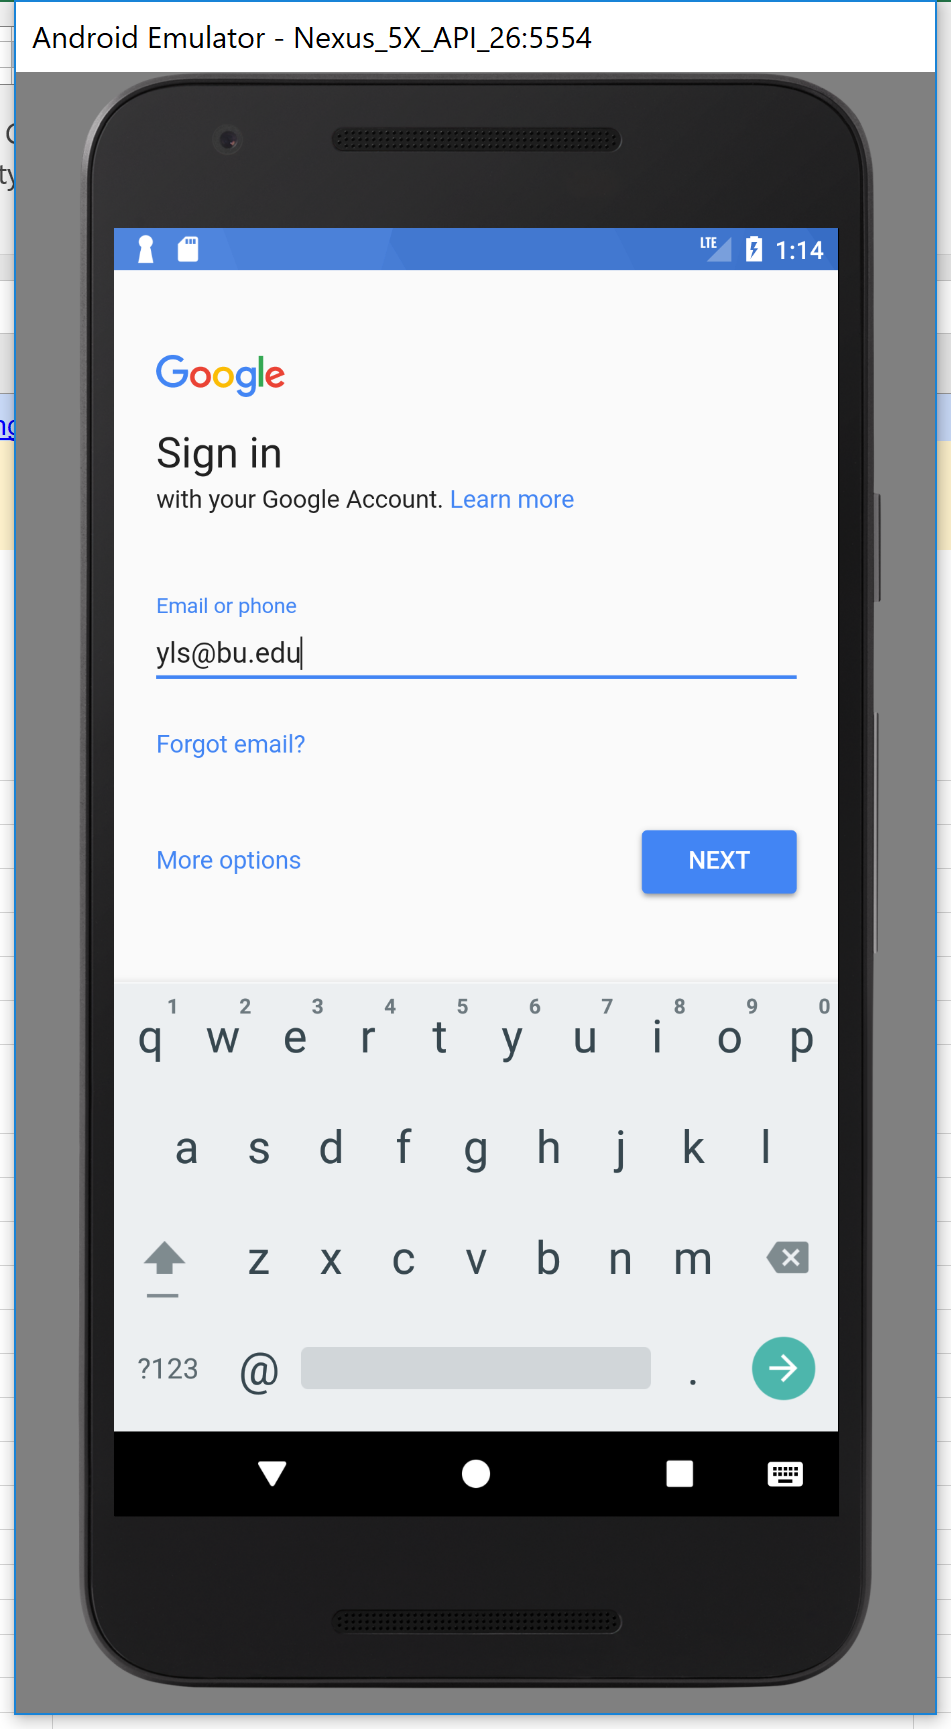 Android Emulator - Nexus_5X_API_26:5554
LTE 1:14
Google
Sign in
with your Google Account. Learn more
Email or phone
yls@bu.edu
Forgot email?
More options NEXT
1 2 3 4 5 6 7 8 9 0
q w e r t y u i o p
a s d f g h j k l
z x c v b n m
?123 @ .